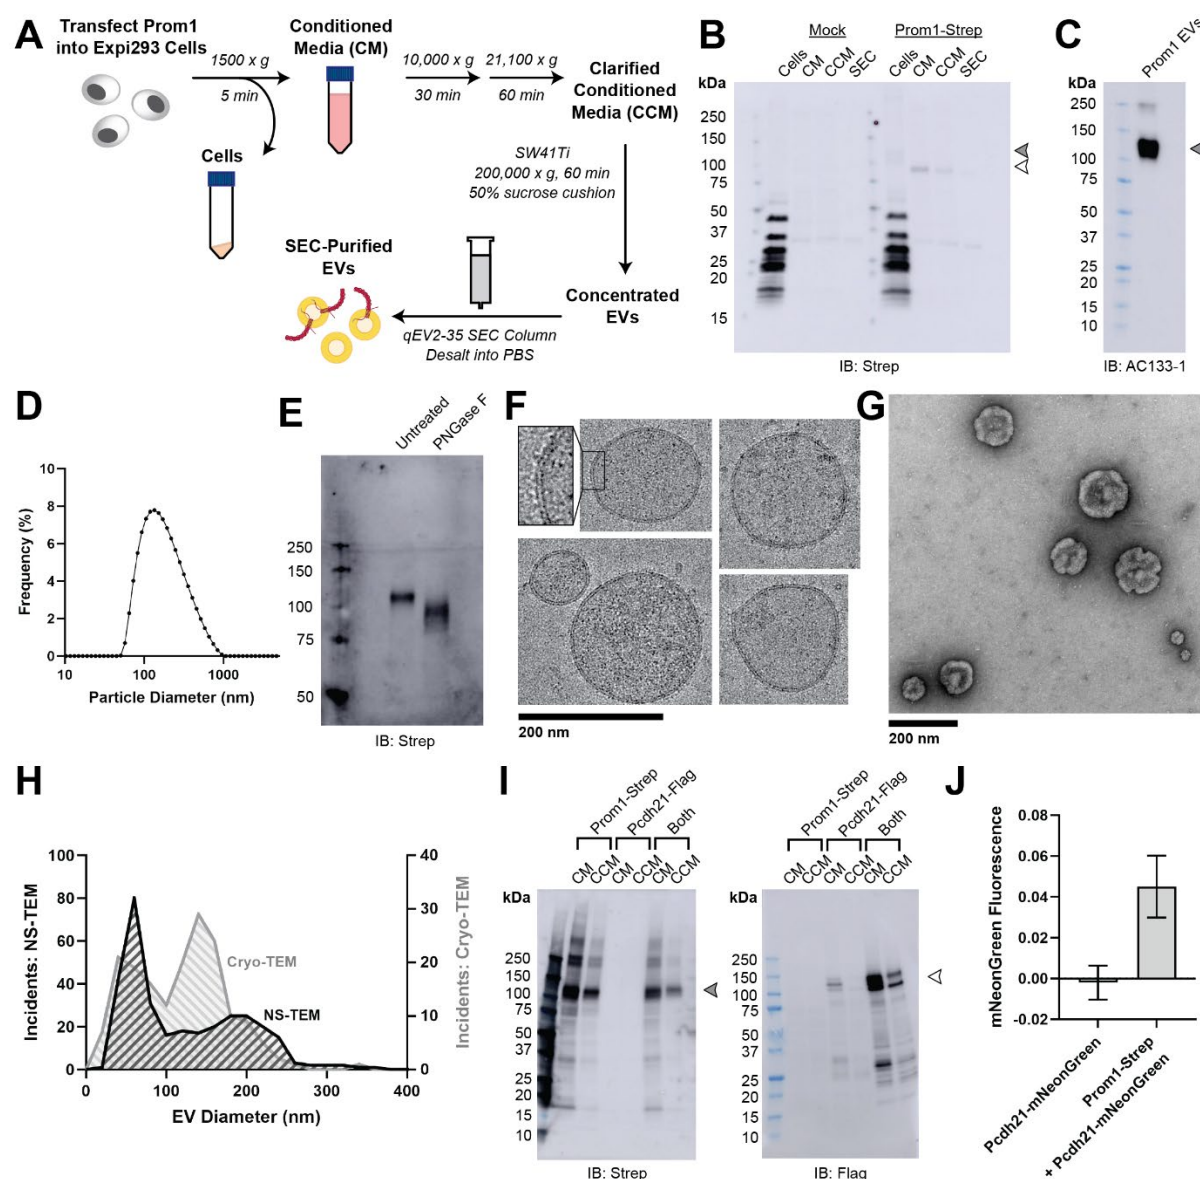 A
Transfect Prom1
into Expi293 Cells
1500 x g
5 min
Cells
Conditioned
Media (CM)
10,000 x g
30 min
21,100 x g
60 min
Clarified
Conditioned
Media (CCM)
SW41Ti
200,000 x g, 60 min
50% sucrose cushion
Concentrated
EVs
qEV2-35 SEC Column
Desalt into PBS
SEC-Purified
EVs
B
Mock
Prom1-Strep
Cells
CM
CCM
SEC
Cells
CM
CCM
SEC
kDa
250
150
100
75
50
37
25
20
15
IB: Strep
C
Prom1 EVs
kDa
250
150
100
75
50
37
25
20
15
10
IB: AC133-1
D
Frequency (%)
10
8
6
4
2
0
10
100
1000
Particle Diameter (nm)
E
Untreated
PNGase F
250
150
100
75
50
IB: Strep
F
200 nm
G
200 nm
H
Incidents: NS-TEM
100
80
60
40
20
0
Cryo-TEM
NS-TEM
40
30
20
10
0
Incidents: Cryo-TEM
0
100
200
300
400
EV Diameter (nm)
I
Prom1-Strep
Pcdh21-Flag
Both
CM
CCM
CM
CCM
CM
CCM
kDa
250
150
100
75
50
37
25
20
15
10
IB: Strep
Prom1-Strep
Pcdh21-Flag
Both
CM
CCM
CM
CCM
CM
CCM
kDa
250
150
100
75
50
37
25
20
15
10
IB: Flag
J
mNeonGreen Fluorescence
0.08
0.06
0.04
0.02
0.00
-0.02
Pcdh21-mNeonGreen
Prom1-Strep
+ Pcdh21-mNeonGreen